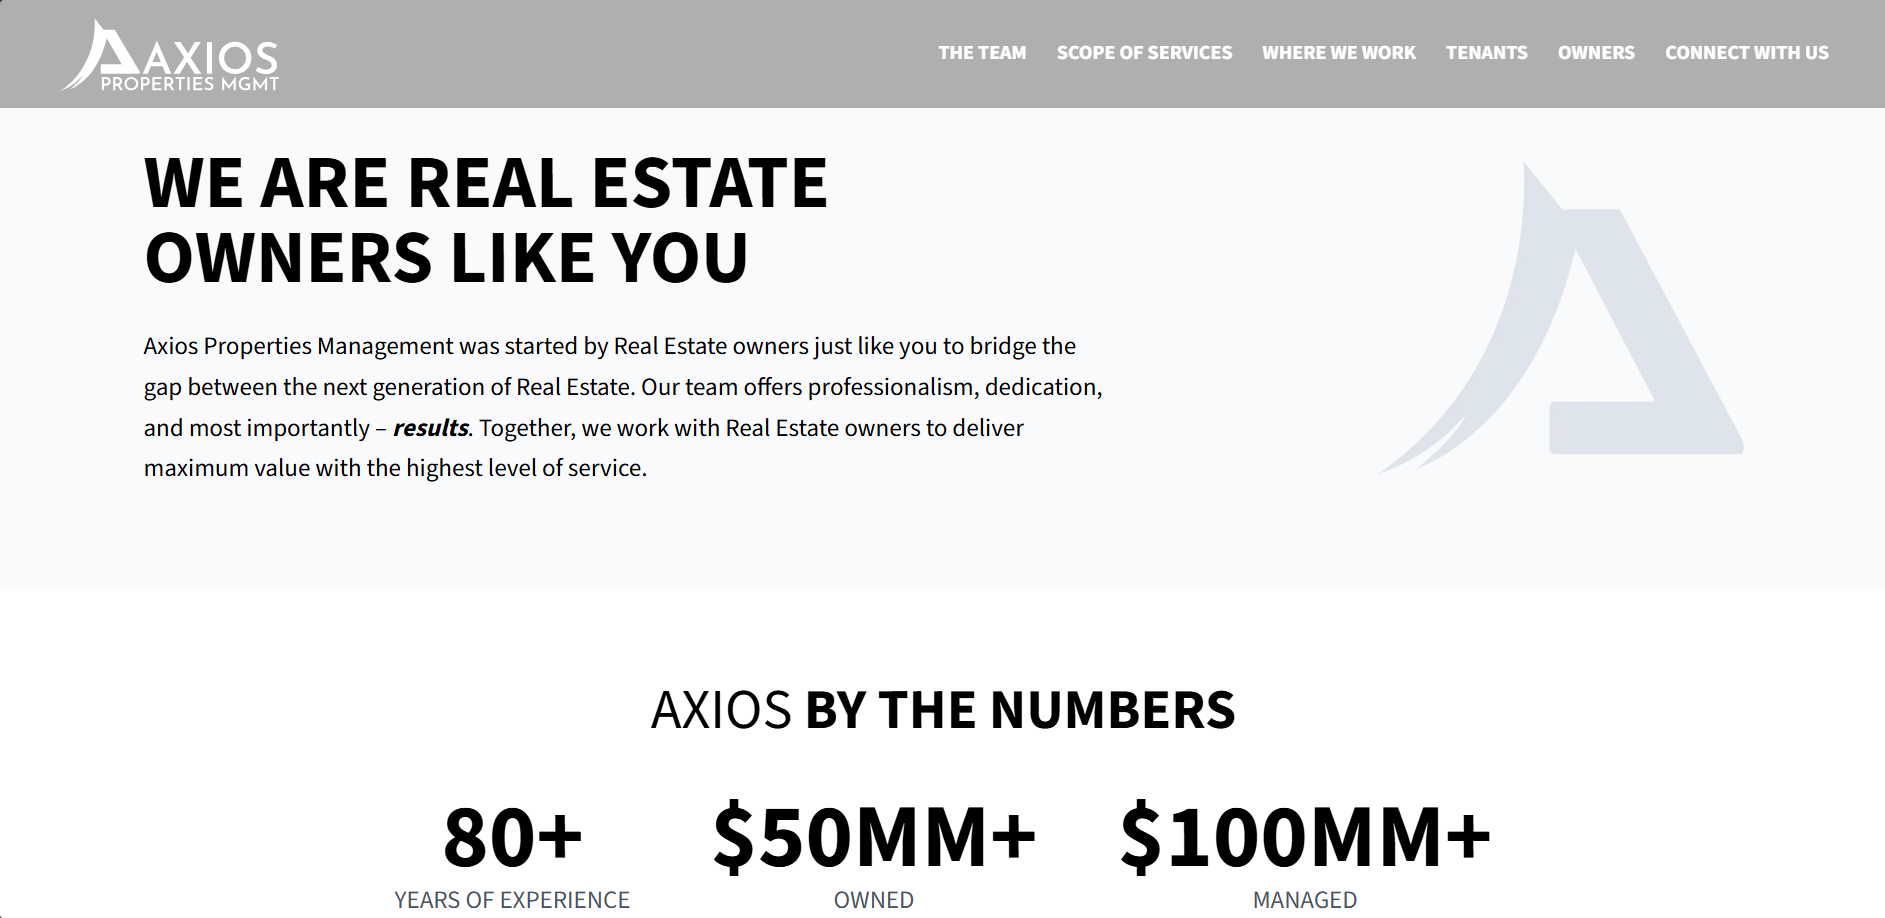 AXIOS
PROPERTIES MGMT
THE TEAM
SCOPE OF SERVICES
WHERE WE WORK
TENANTS
OWNERS
CONNECT WITH US
WE ARE REAL ESTATE
OWNERS LIKE YOU
Axios Properties Management was started by Real Estate owners just like you to bridge the
gap between the next generation of Real Estate. Our team offers professionalism, dedication,
and most importantly – results. Together, we work with Real Estate owners to deliver
maximum value with the highest level of service.
AXIOS BY THE NUMBERS
80+
YEARS OF EXPERIENCE
$50MM+
OWNED
$100MM+
MANAGED